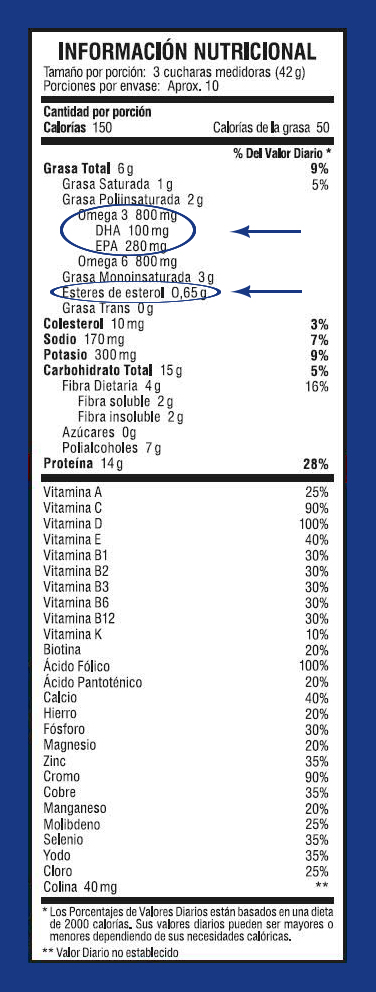 INFORMACIÓN NUTRICIONAL
Tamaño por porción: 3 cucharas medidoras (42 g)
Porciones por envase: Aprox. 10
Cantidad por porción
Calorías 150 Calorías de la grasa 50
% Del Valor Diario *
Grasa Total 6 g 9%
Grasa Saturada 1 g 5%
Grasa Poliinsaturada 2 g
Omega 3 800 mg
DHA 100 mg
EPA 280 mg
Omega 6 800 mg
Grasa Monoinsaturada 3 g
Esteres de esterol 0,65 g
Grasa Trans 0 g
Colesterol 10 mg 3%
Sodio 170 mg 7%
Potasio 300 mg 9%
Carbohidrato Total 15 g 5%
Fibra Dietaria 4 g 16%
Fibra soluble 2 g
Fibra insoluble 2 g
Azúcares 0g
Polialcoholes 7 g
Proteína 14 g 28%
Vitamina A 25%
Vitamina C 90%
Vitamina D 100%
Vitamina E 40%
Vitamina B1 30%
Vitamina B2 30%
Vitamina B3 30%
Vitamina B6 30%
Vitamina B12 30%
Vitamina K 10%
Biotina 20%
Ácido Fólico 100%
Ácido Pantoténico 20%
Calcio 40%
Hierro 20%
Fósforo 30%
Magnesio 20%
Zinc 35%
Cromo 90%
Cobre 35%
Manganeso 20%
Molibdeno 25%
Selenio 35%
Yodo 35%
Cloro 25%
Colina 40 mg **
* Los Porcentajes de Valores Diarios están basados en una dieta
de 2000 calorías. Sus valores diarios pueden ser mayores o
menores dependiendo de sus necesidades calóricas.
** Valor Diario no establecido